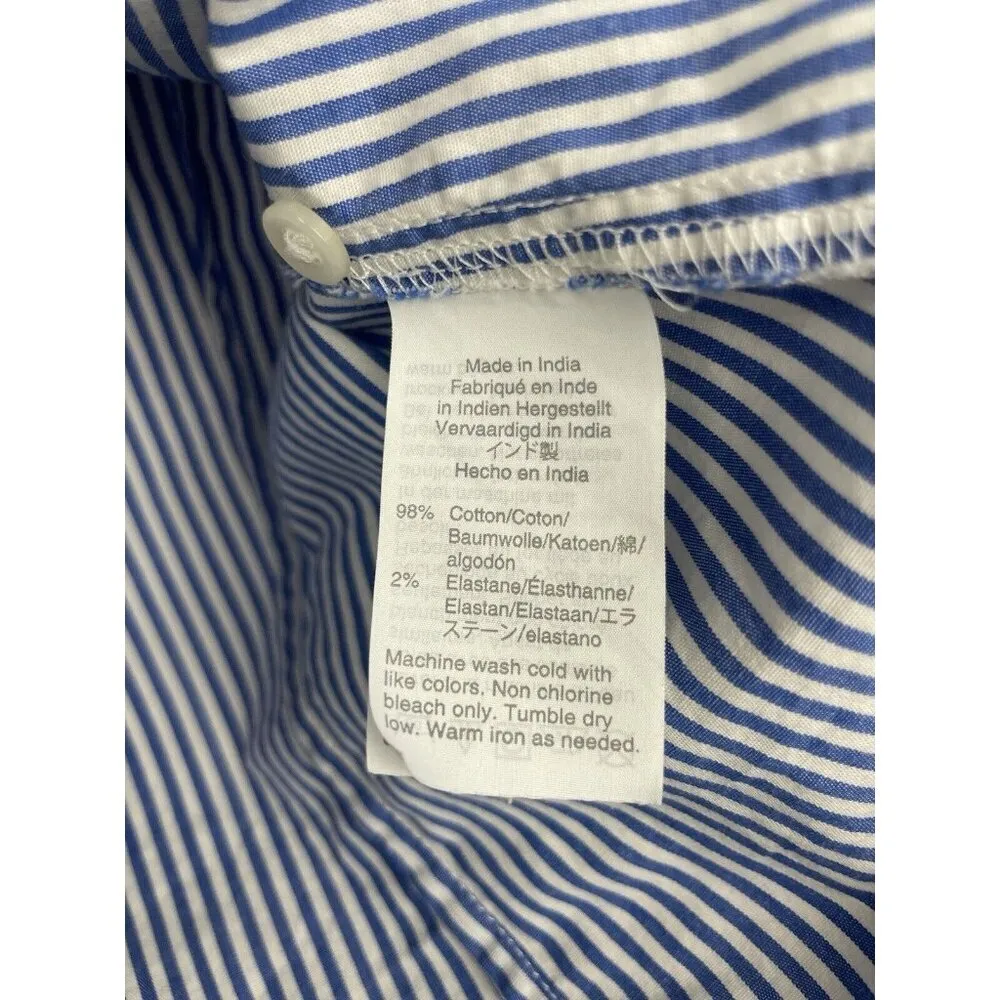 Made in India
Fabriqué en Inde
in Indien Hergestellt
Vervaardigd in India
インド製
Hecho en India
98% Cotton/Coton/
Baumwolle/Katoen/綿/
algodón
2% Elastane/Élasthanne/
Elastan/Elastaan/エラ
ステーン/elastano
Machine wash cold with
like colors. Non chlorine
bleach only. Tumble dry
low. Warm iron as needed.